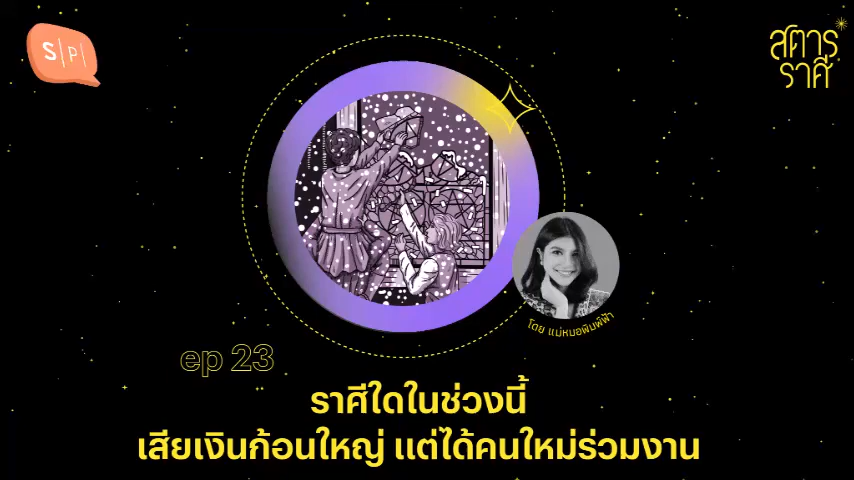 S|P|
สตาร
ราศี
โดย แม่หมอพิมพ์ฟ้า
ep 23
ราศีใดในช่วงนี้
เสียเงินก้อนใหญ่ แต่ได้คนใหม่ร่วมงาน